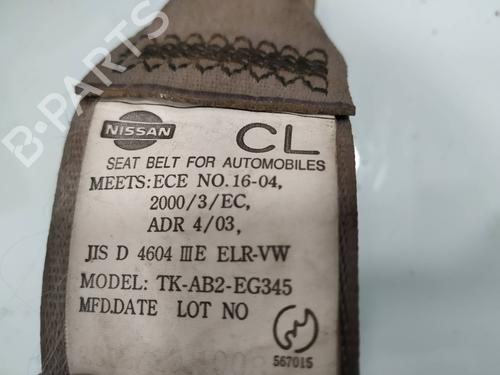 B-PARTS
NISSAN
CL
SEAT BELT FOR AUTOMOBILES
MEETS:ECE NO.16-04,
2000/3/EC,
ADR 4/03,
JIS D 4604 ⅢE ELR-VW
MODEL: TK-AB2-EG345
MFD.DATE LOT NO
567015